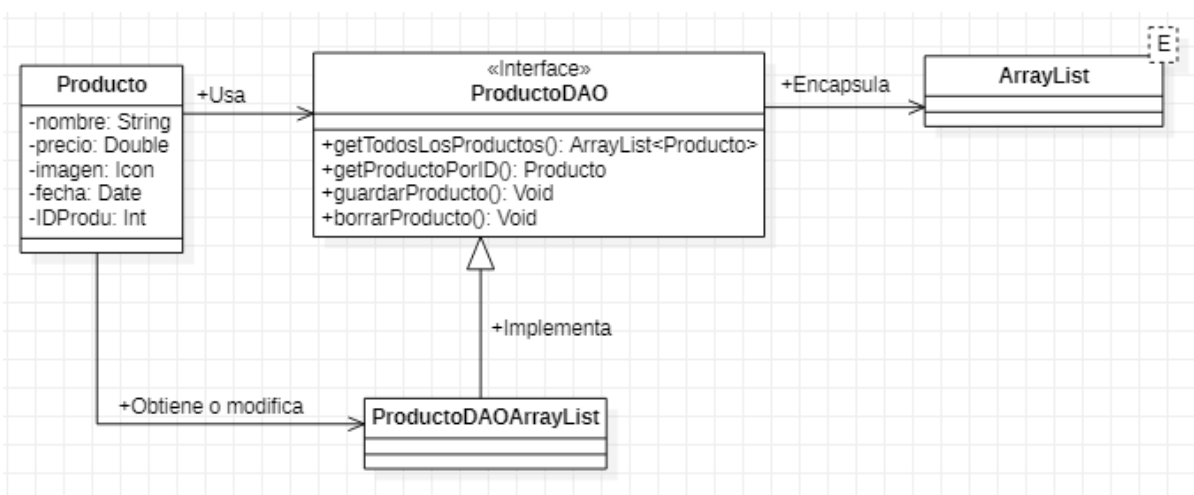 Producto
-nombre: String
-precio: Double
-imagen: Icon
-fecha: Date
-IDProdu: Int
+Usa
«Interface»
ProductoDAO
+getTodosLosProductos(): ArrayList<Producto>
+getProductoPorID(): Producto
+guardarProducto(): Void
+borrarProducto(): Void
+Encapsula
E
ArrayList
+Implementa
+Obtiene o modifica
ProductoDAOArrayList